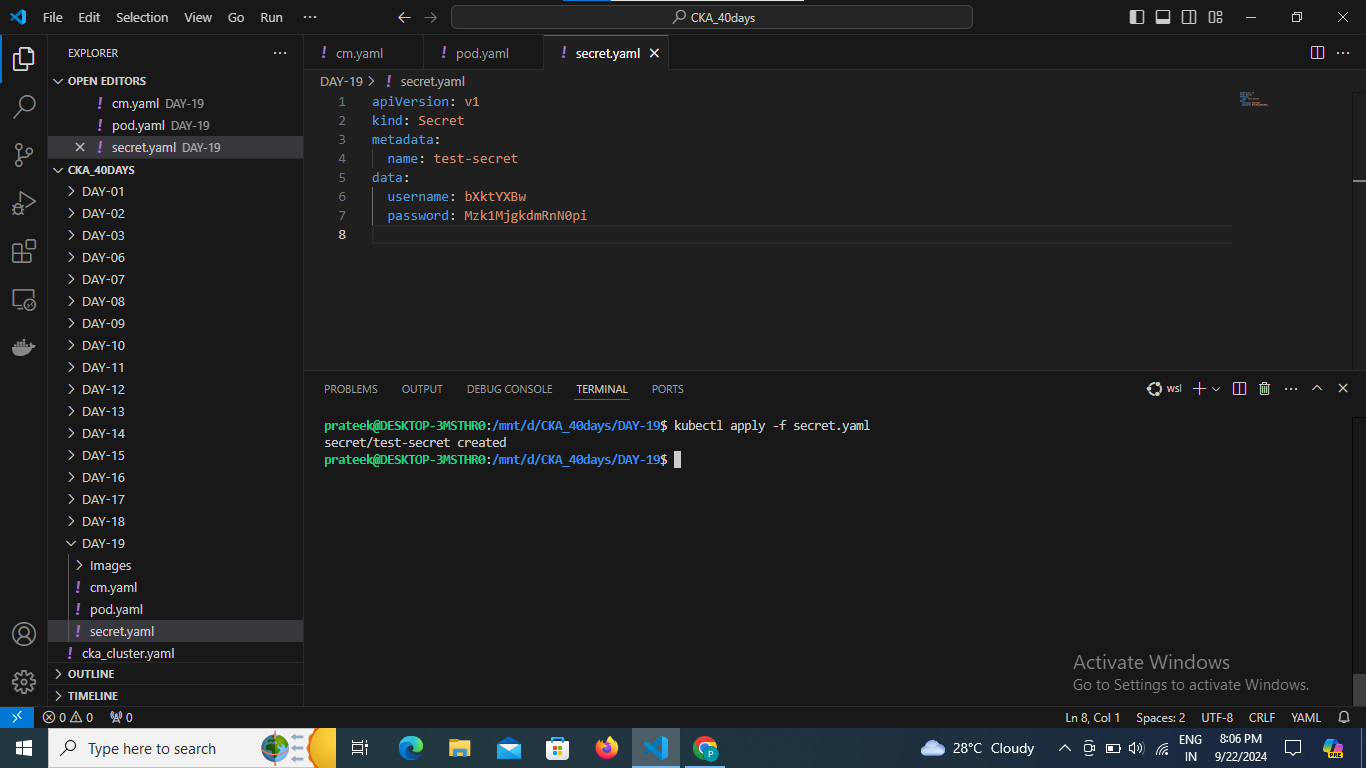 File Edit Selection View Go Run ··· CKA_40days
EXPLORER ···
OPEN EDITORS
! cm.yaml DAY-19
! pod.yaml DAY-19
! secret.yaml DAY-19
CKA_40DAYS
DAY-01
DAY-02
DAY-03
DAY-06
DAY-07
DAY-08
DAY-09
DAY-10
DAY-11
DAY-12
DAY-13
DAY-14
DAY-15
DAY-16
DAY-17
DAY-18
DAY-19
Images
! cm.yaml
! pod.yaml
! secret.yaml
! cka_cluster.yaml
OUTLINE
TIMELINE
! cm.yaml ! pod.yaml ! secret.yaml
DAY-19 > ! secret.yaml
1 apiVersion: v1
2 kind: Secret
3 metadata:
4 name: test-secret
5 data:
6 username: bXktYXBw
7 password: Mzk1MjgkdmRnN0pi
8
PROBLEMS OUTPUT DEBUG CONSOLE TERMINAL PORTS wsl
prateek@DESKTOP-3MSTHR0:/mnt/d/CKA_40days/DAY-19$ kubectl apply -f secret.yaml
secret/test-secret created
prateek@DESKTOP-3MSTHR0:/mnt/d/CKA_40days/DAY-19$
Activate Windows
Go to Settings to activate Windows.
0 0 0 Ln 8, Col 1 Spaces: 2 UTF-8 CRLF YAML
Type here to search 28°C Cloudy
ENG
IN
8:06 PM
9/22/2024
PRE